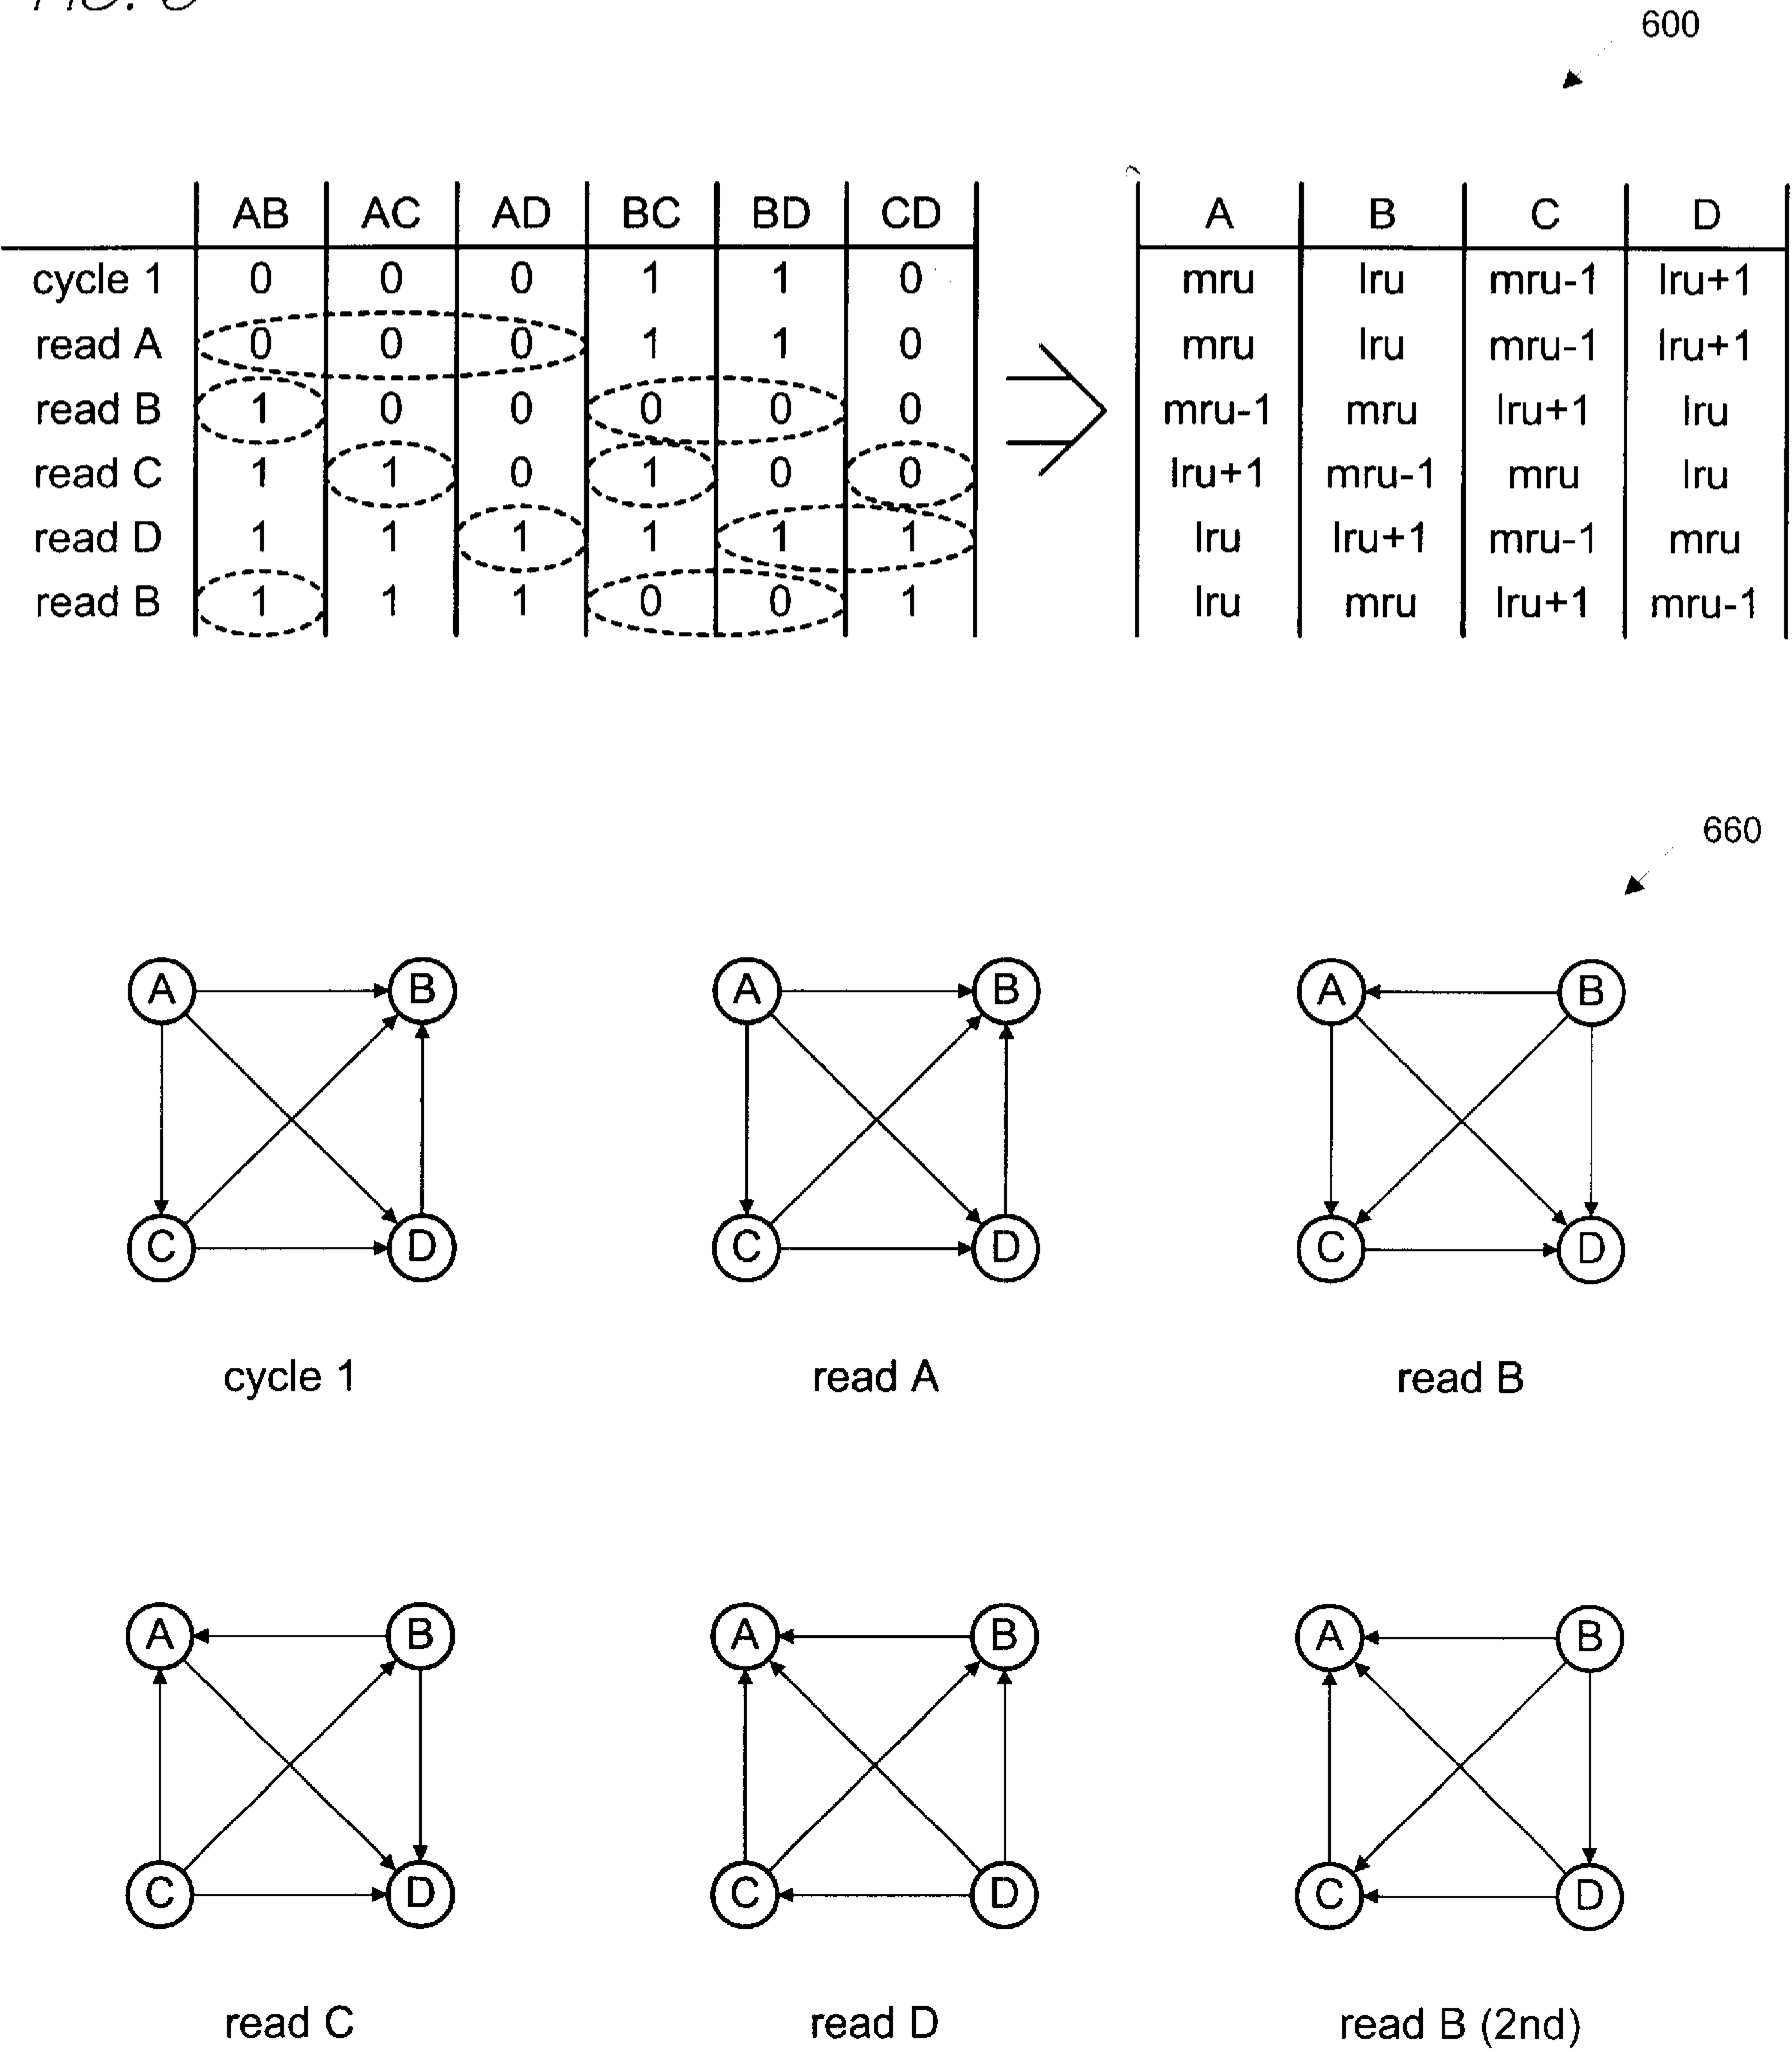 600
AB AC AD BC BD CD A B C D
cycle 1 0 0 0 1 1 0 mru lru mru-1 lru+1
read A 0 0 0 1 1 0 mru lru mru-1 lru+1
read B 1 0 0 0 0 0 mru-1 mru lru+1 lru
read C 1 1 0 1 0 0 lru+1 mru-1 mru lru
read D 1 1 1 1 1 1 lru lru+1 mru-1 mru
read B 1 1 1 0 0 1 lru mru lru+1 mru-1
660
A B A B A B
C D C D C D
cycle 1 read A read B
A B A B A B
C D C D C D
read C read D read B (2nd)